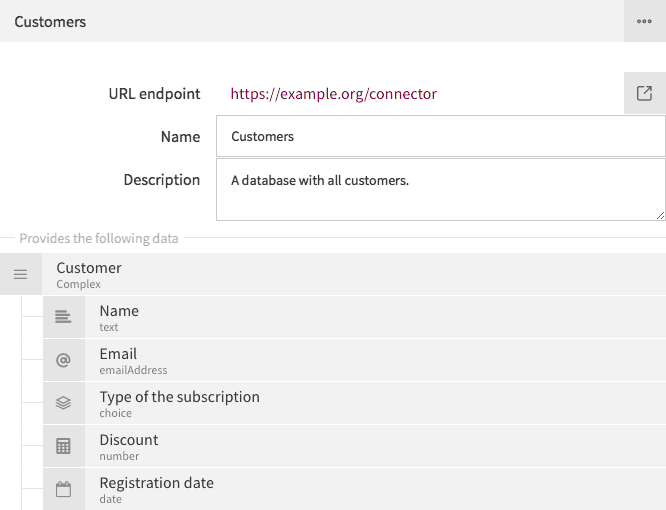 Customers
URL endpoint https://example.org/connector
Name Customers
Description A database with all customers.
Provides the following data
Customer
Complex
Name
text
Email
emailAddress
Type of the subscription
choice
Discount
number
Registration date
date